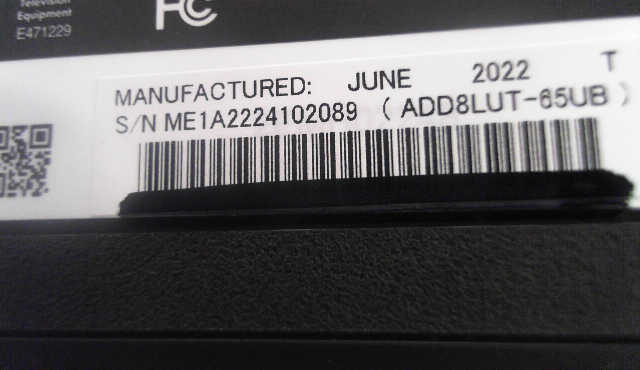 Television
Equipment
E471229
FC
MANUFACTURED: JUNE 2022 T
S/N ME1A2224102089 ( ADD8LUT-65UB )